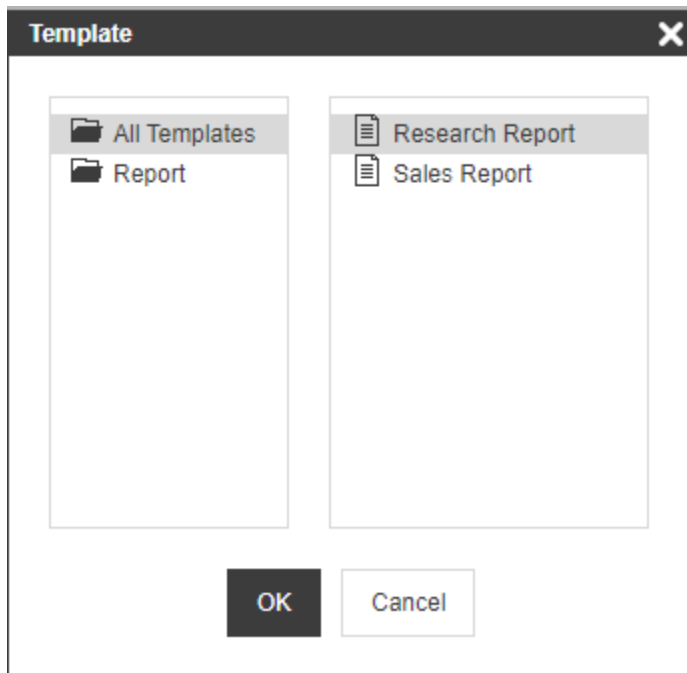 Template
All Templates
Report
Research Report
Sales Report
OK
Cancel